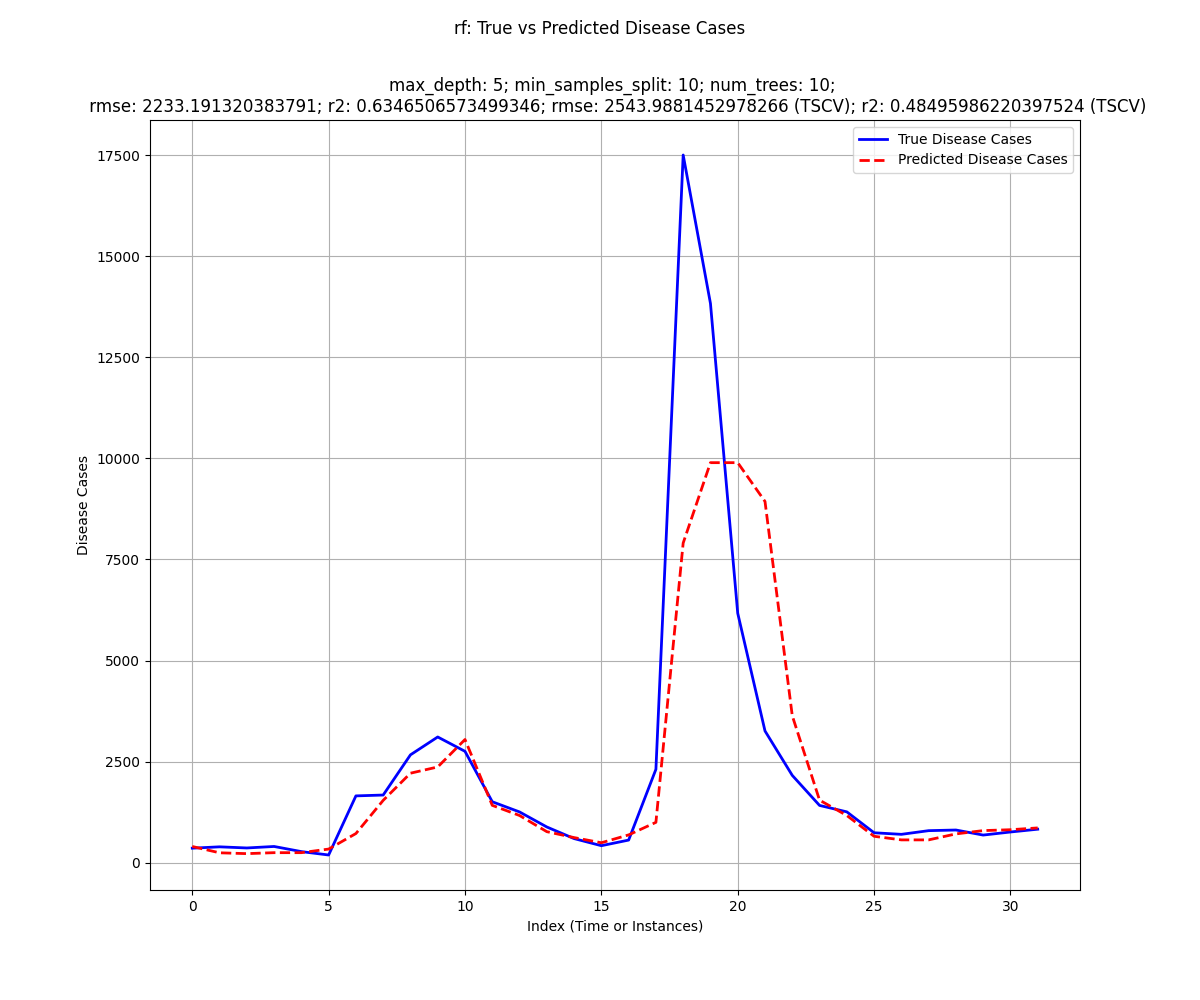 rf: True vs Predicted Disease Cases
max_depth: 5; min_samples_split: 10; num_trees: 10;
rmse: 2233.191320383791; r2: 0.6346506573499346; rmse: 2543.9881452978266 (TSCV); r2: 0.48495986220397524 (TSCV)
True Disease Cases
Predicted Disease Cases
17500
15000
12500
10000
7500
5000
2500
0
Disease Cases
0 5 10 15 20 25 30
Index (Time or Instances)